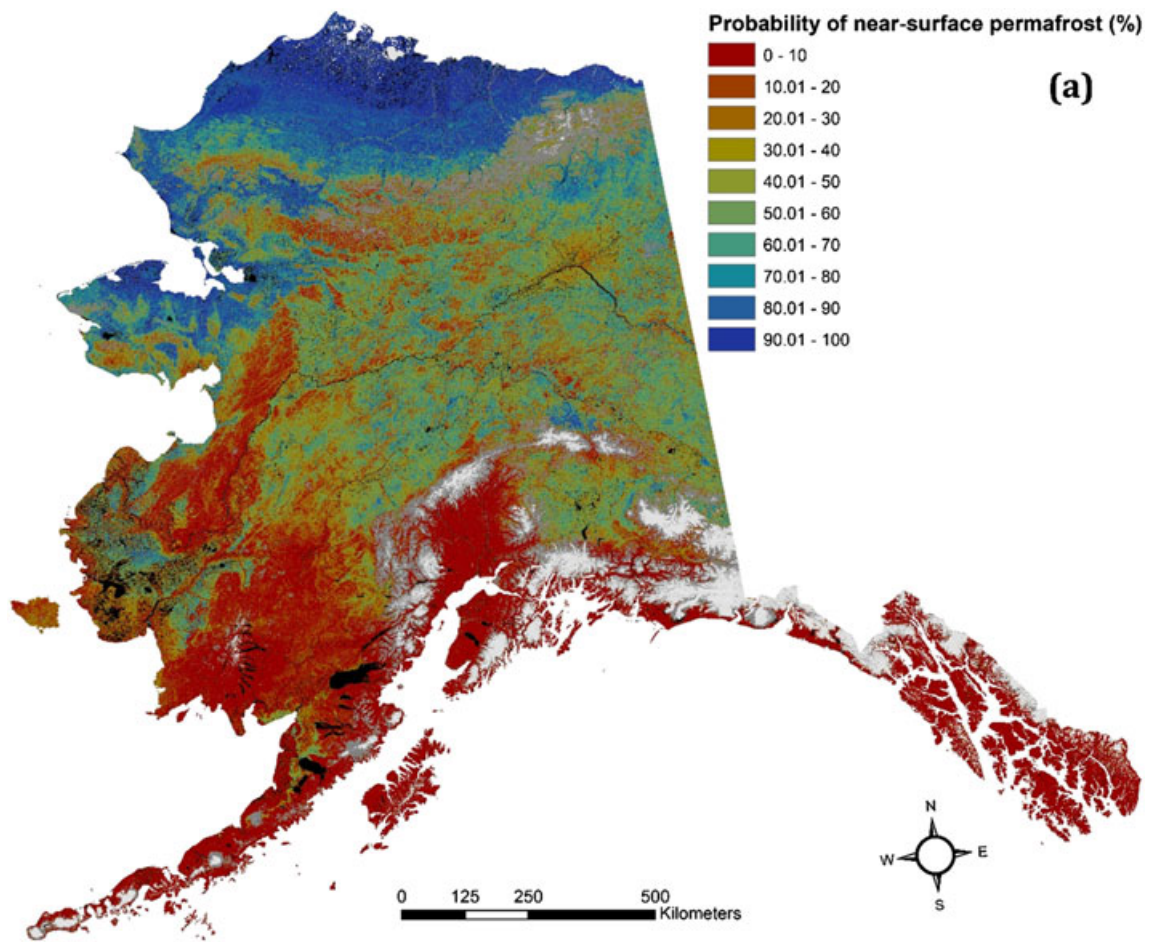 Probability of near-surface permafrost (%)
0 - 10
(a)
10.01 - 20
20.01 - 30
30.01 - 40
40.01 - 50
50.01 - 60
60.01 - 70
70.01 - 80
80.01 - 90
90.01 - 100
N
W E
S
0 125 250 500
Kilometers